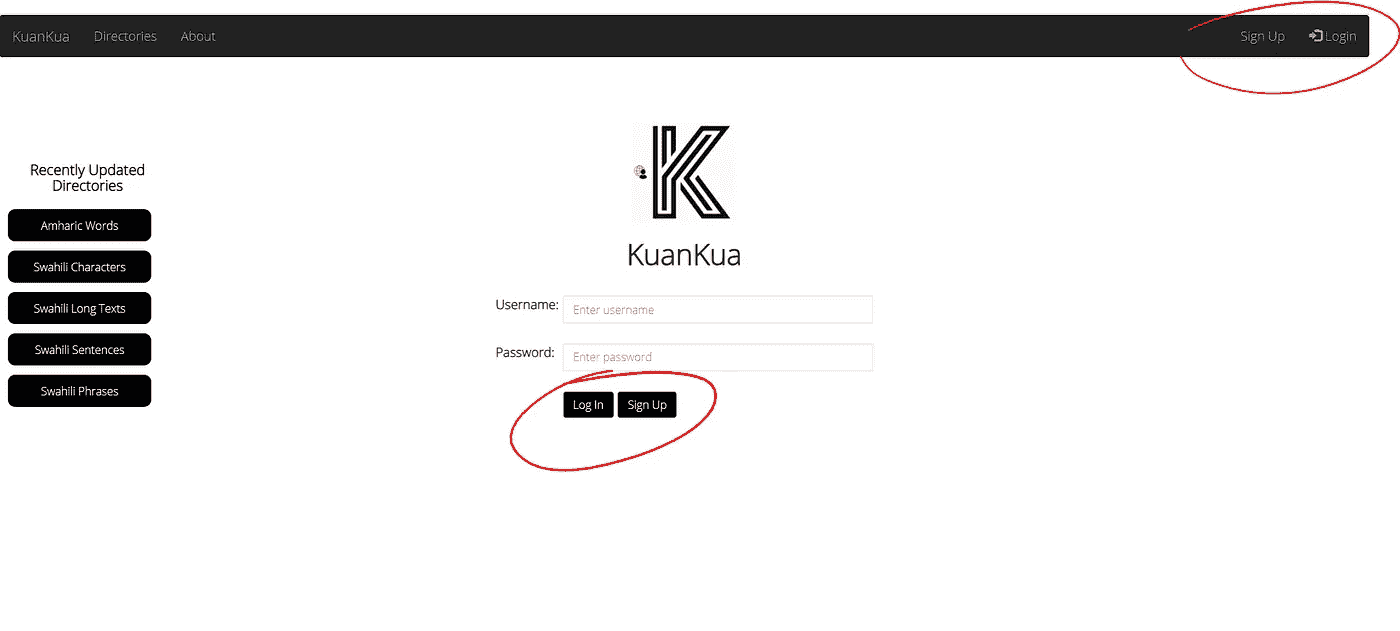 KuanKua Directories About Sign Up Login
Recently Updated
Directories
Amharic Words
Swahili Characters
Swahili Long Texts
Swahili Sentences
Swahili Phrases
K
KuanKua
Username: Enter username
Password: Enter password
Log In Sign Up